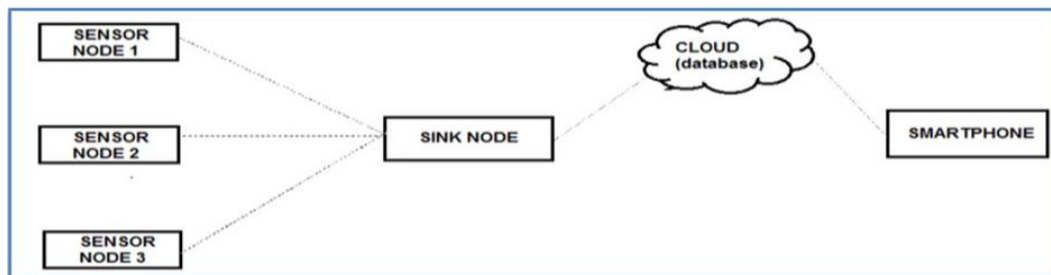 SENSOR
NODE 1
SENSOR
NODE 2
SENSOR
NODE 3
SINK NODE
CLOUD
(database)
SMARTPHONE